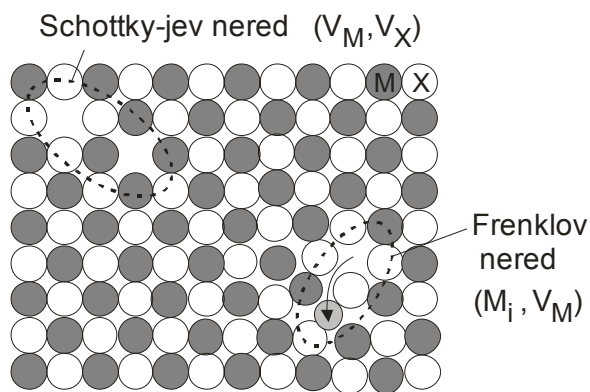 Schottky-jev nered (V_M,V_X)
M X
Frenklov
nered
(M_i , V_M)